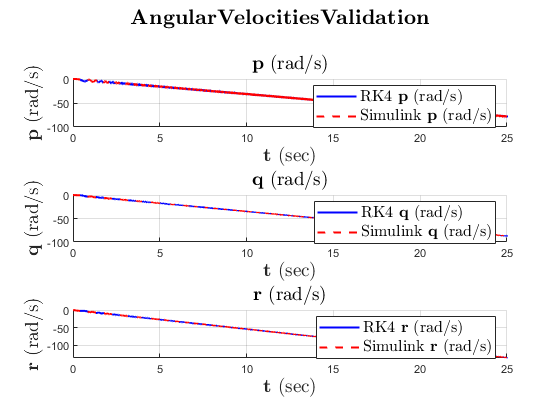 AngularVelocitiesValidation
p (rad/s)
p (rad/s)
0
-50
-100
RK4 p (rad/s)
Simulink p (rad/s)
0 5 10 15 20 25
t (sec)
q (rad/s)
q (rad/s)
0
-50
-100
RK4 q (rad/s)
Simulink q (rad/s)
0 5 10 15 20 25
t (sec)
r (rad/s)
r (rad/s)
0
-50
-100
RK4 r (rad/s)
Simulink r (rad/s)
0 5 10 15 20 25
t (sec)